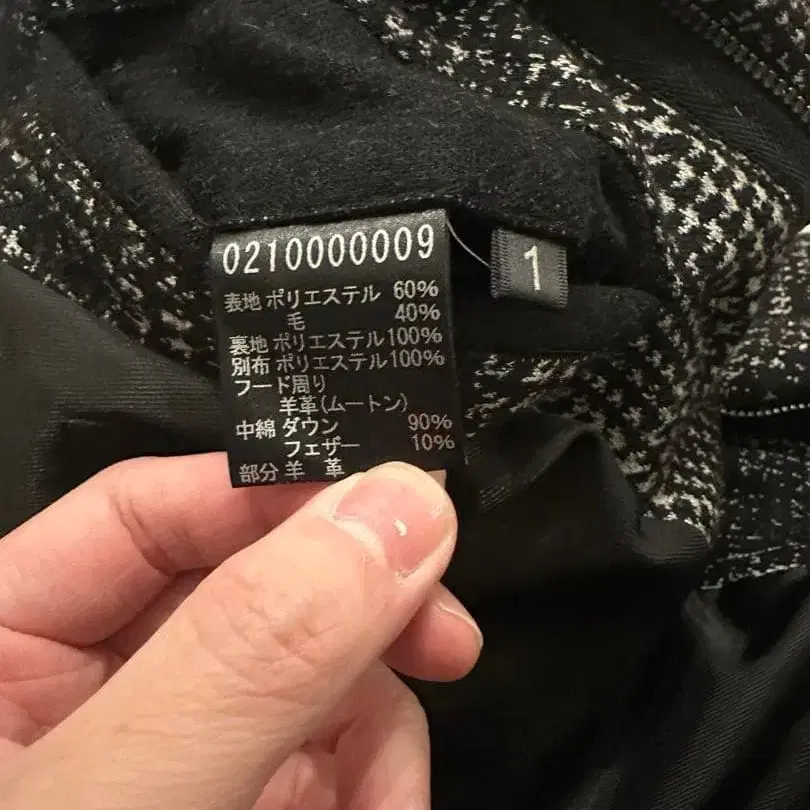 0210000009
1
表地 ポリエステル 60%
毛 40%
裏地 ポリエステル100%
別布 ポリエステル100%
フード周り
羊革(ムートン)
中綿 ダウン 90%
フェザー 10%
部分 羊 革